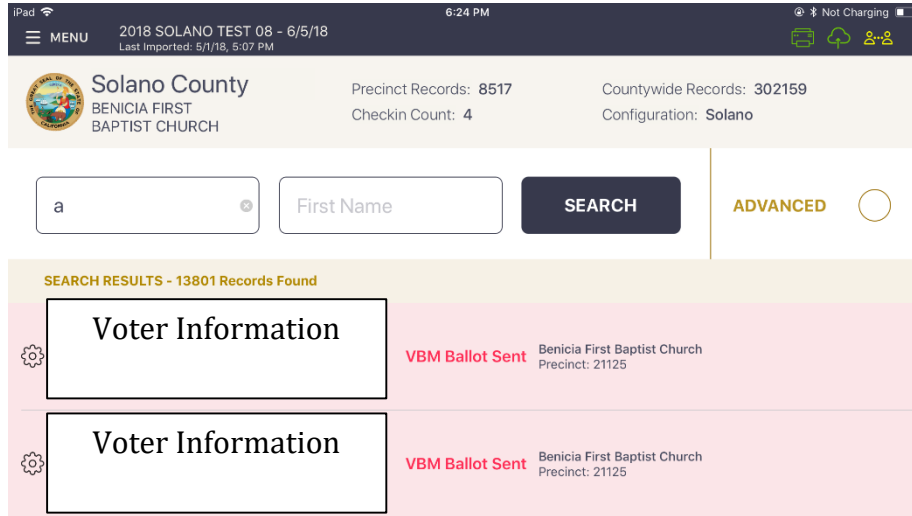 iPad 6:24 PM Not Charging
MENU 2018 SOLANO TEST 08 - 6/5/18
Last Imported: 5/1/18, 5:07 PM
Solano County
BENICIA FIRST
BAPTIST CHURCH
Precinct Records: 8517 Countywide Records: 302159
Checkin Count: 4 Configuration: Solano
a First Name SEARCH ADVANCED
SEARCH RESULTS - 13801 Records Found
Voter Information
VBM Ballot Sent
Benicia First Baptist Church
Precinct: 21125
Voter Information
VBM Ballot Sent
Benicia First Baptist Church
Precinct: 21125